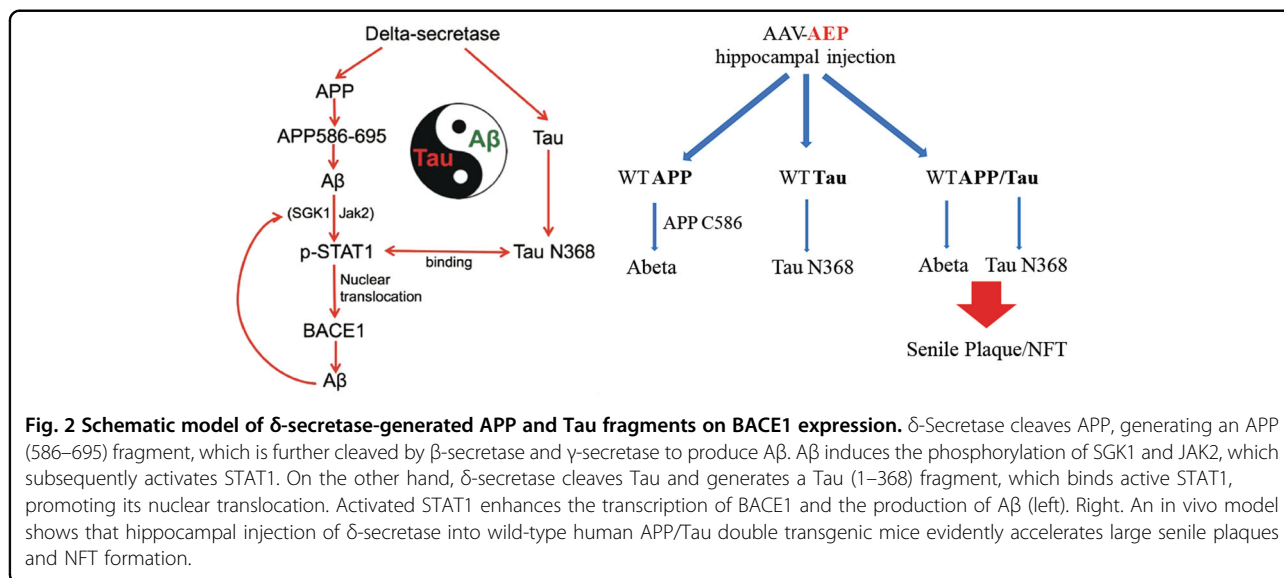 Delta-secretase
APP
APP586-695
Aβ
(SGK1 Jak2)
p-STAT1
Nuclear
translocation
BACE1
Aβ
Tau
Aβ
Tau
binding
Tau N368
AAV-AEP
hippocampal injection
WT APP
WT Tau
WT APP/Tau
APP C586
Abeta
Tau N368
Abeta Tau N368
Senile Plaque/NFT
Fig. 2 Schematic model of δ-secretase-generated APP and Tau fragments on BACE1 expression. δ-Secretase cleaves APP, generating an APP
(586–695) fragment, which is further cleaved by β-secretase and γ-secretase to produce Aβ. Aβ induces the phosphorylation of SGK1 and JAK2, which
subsequently activates STAT1. On the other hand, δ-secretase cleaves Tau and generates a Tau (1–368) fragment, which binds active STAT1,
promoting its nuclear translocation. Activated STAT1 enhances the transcription of BACE1 and the production of Aβ (left). Right. An in vivo model
shows that hippocampal injection of δ-secretase into wild-type human APP/Tau double transgenic mice evidently accelerates large senile plaques
and NFT formation.